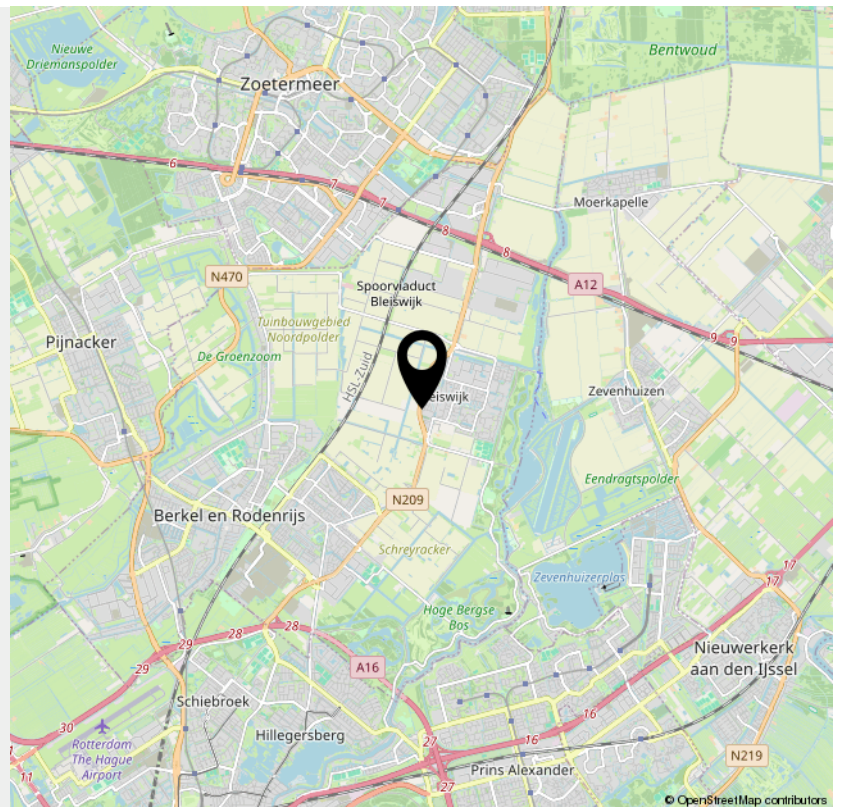 Nieuwe
Driemanspolder
Zoetermeer
Bentwoud
6
7
7
Moerkapelle
8
8
N470
Spoorviaduct
Bleiswijk
A12
Tuinbouwgebied
Noordpolder
Pijnacker
De Groenzoom
9
9
HSL-Zuid
Zevenhuizen
eiswijk
Eendragtspolder
N209
Berkel en Rodenrijs
Schreyracker
17
Zevenhuizerplas
17
Hoge Bergse
Bos
28
28
29
29
Nieuwerkerk
aan den IJssel
A16
Schiebroek
16
30
Hillegersberg
27
16
Rotterdam
The Hague
Airport
1
11
N219
Prins Alexander
27
© OpenStreetMap contributors